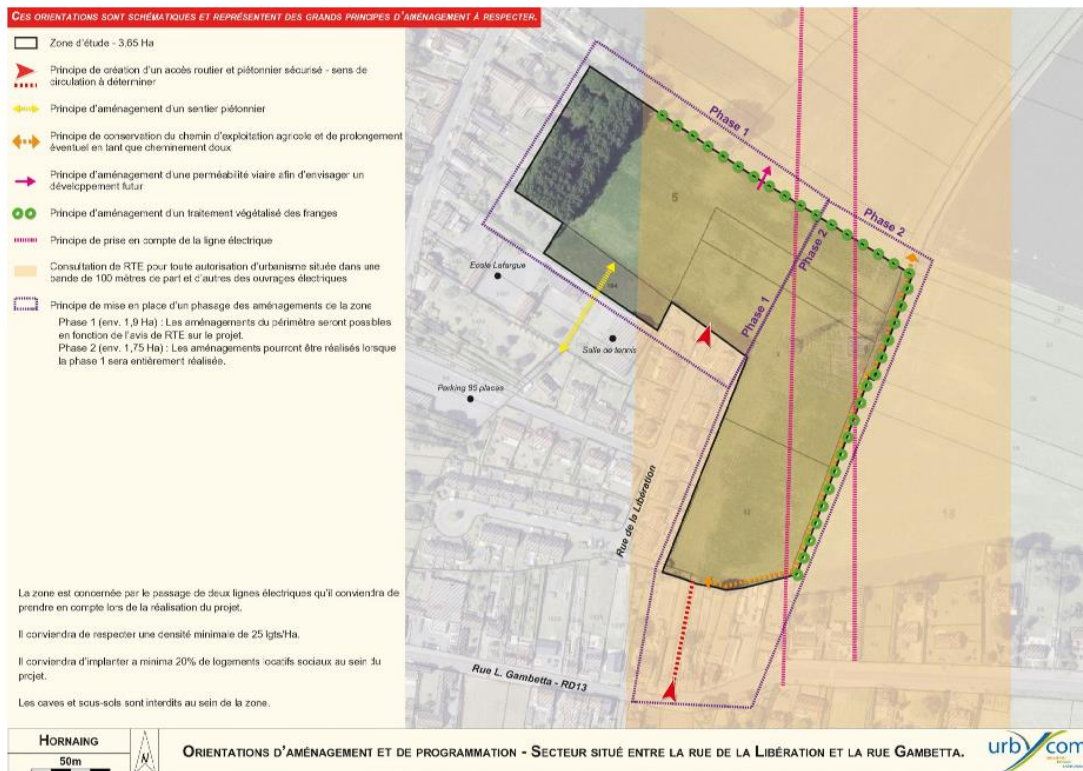 CES ORIENTATIONS SONT SCHÉMATIQUES ET REPRÉSENTENT DES GRANDS PRINCIPES D'AMÉNAGEMENT À RESPECTER.
Zone d'étude - 3,65 Ha
Principe de création d'un accès routier et piétonnier sécurisé - sens de
circulation à déterminer
Principe d'aménagement d'un sentier piétonnier
Principe de conservation du chemin d'exploitation agricole et de prolongement
éventuel en tant que cheminement doux
Principe d'aménagement d'une perméabilité viaire afin d'envisager un
développement futur
Principe d'aménagement d'un traitement végétalisé des franges
Principe de prise en compte de la ligne électrique
Consultation de RTE pour toute autorisation d'urbanisme située dans une
bande de 100 mètres de part et d'autres des ouvrages électriques
Principe de mise en place d'un phasage des aménagements de la zone
Phase 1 (env. 1,9 Ha) : Les aménagements du périmètre seront possibles
en fonction de l'avis de RTE sur le projet.
Phase 2 (env. 1,75 Ha) : Les aménagements pourront être réalisés lorsque
la phase 1 sera entièrement réalisée.
La zone est concernée par le passage de deux lignes électriques qu'il conviendra de
prendre en compte lors de la réalisation du projet.
Il conviendra de respecter une densité minimale de 25 lgts/Ha.
Il conviendra d'implanter a minima 20% de logements locatifs sociaux au sein du
projet.
Les caves et sous-sols sont interdits au sein de la zone.
Phase 1
Phase 2
Phase 2
Phase 1
5
Ecole Lafargue
Salle de tennis
Parking 95 places
Rue de la Libération
Rue L. Gambetta - RD13
HORNAING
50m
N
ORIENTATIONS D'AMÉNAGEMENT ET DE PROGRAMMATION - SECTEUR SITUÉ ENTRE LA RUE DE LA LIBÉRATION ET LA RUE GAMBETTA.
urbycom